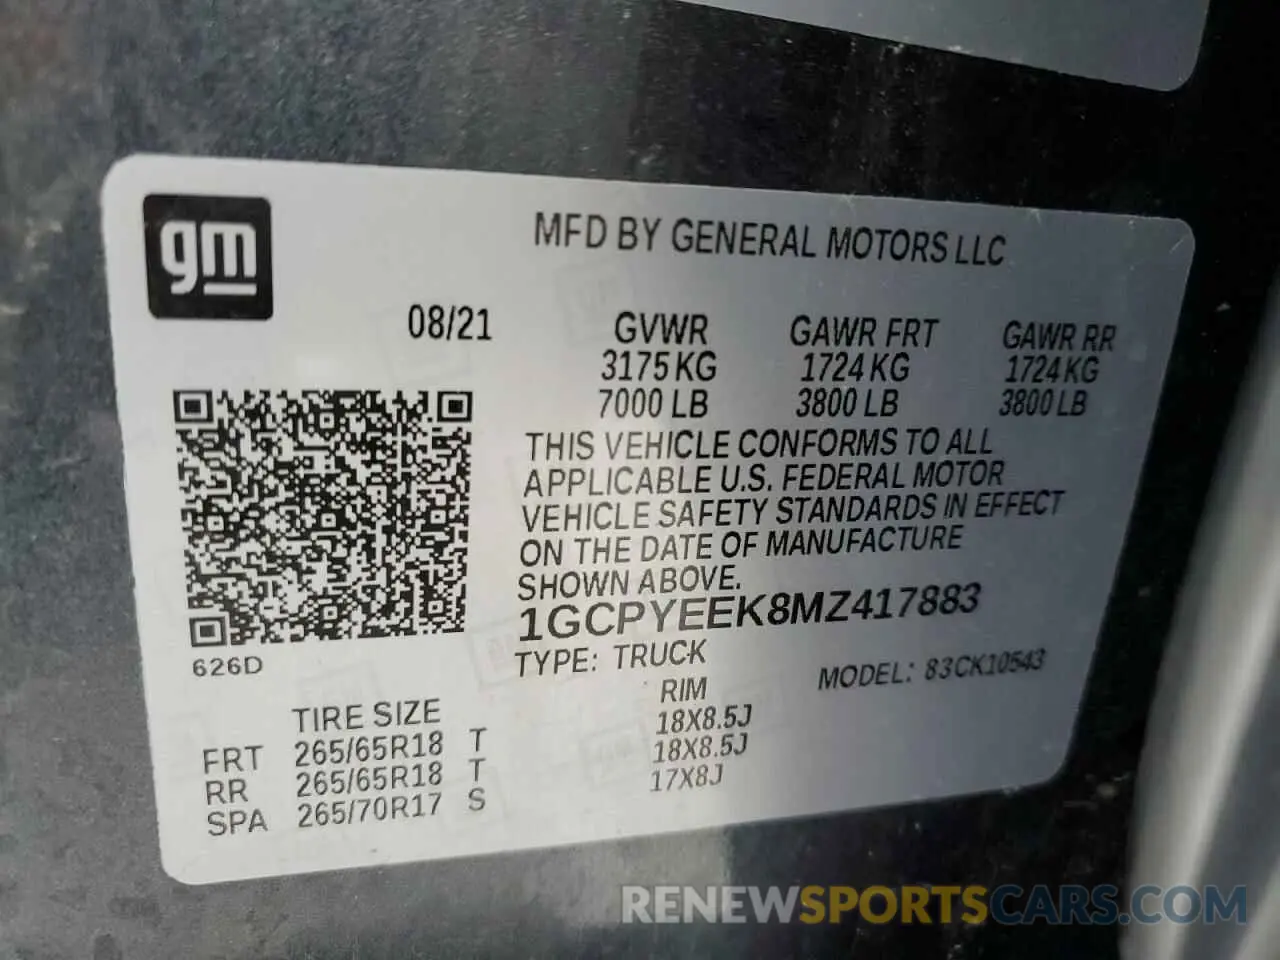 gm
MFD BY GENERAL MOTORS LLC
08/21
GVWR GAWR FRT GAWR RR
3175 KG 1724 KG 1724 KG
7000 LB 3800 LB 3800 LB
THIS VEHICLE CONFORMS TO ALL
APPLICABLE U.S. FEDERAL MOTOR
VEHICLE SAFETY STANDARDS IN EFFECT
ON THE DATE OF MANUFACTURE
SHOWN ABOVE.
1GCPYEEK8MZ417883
626D
TYPE: TRUCK MODEL: 83CK10543
TIRE SIZE RIM
FRT 265/65R18 T 18X8.5J
RR 265/65R18 T 18X8.5J
SPA 265/70R17 S 17X8J
RENEWSPORTSCARS.COM